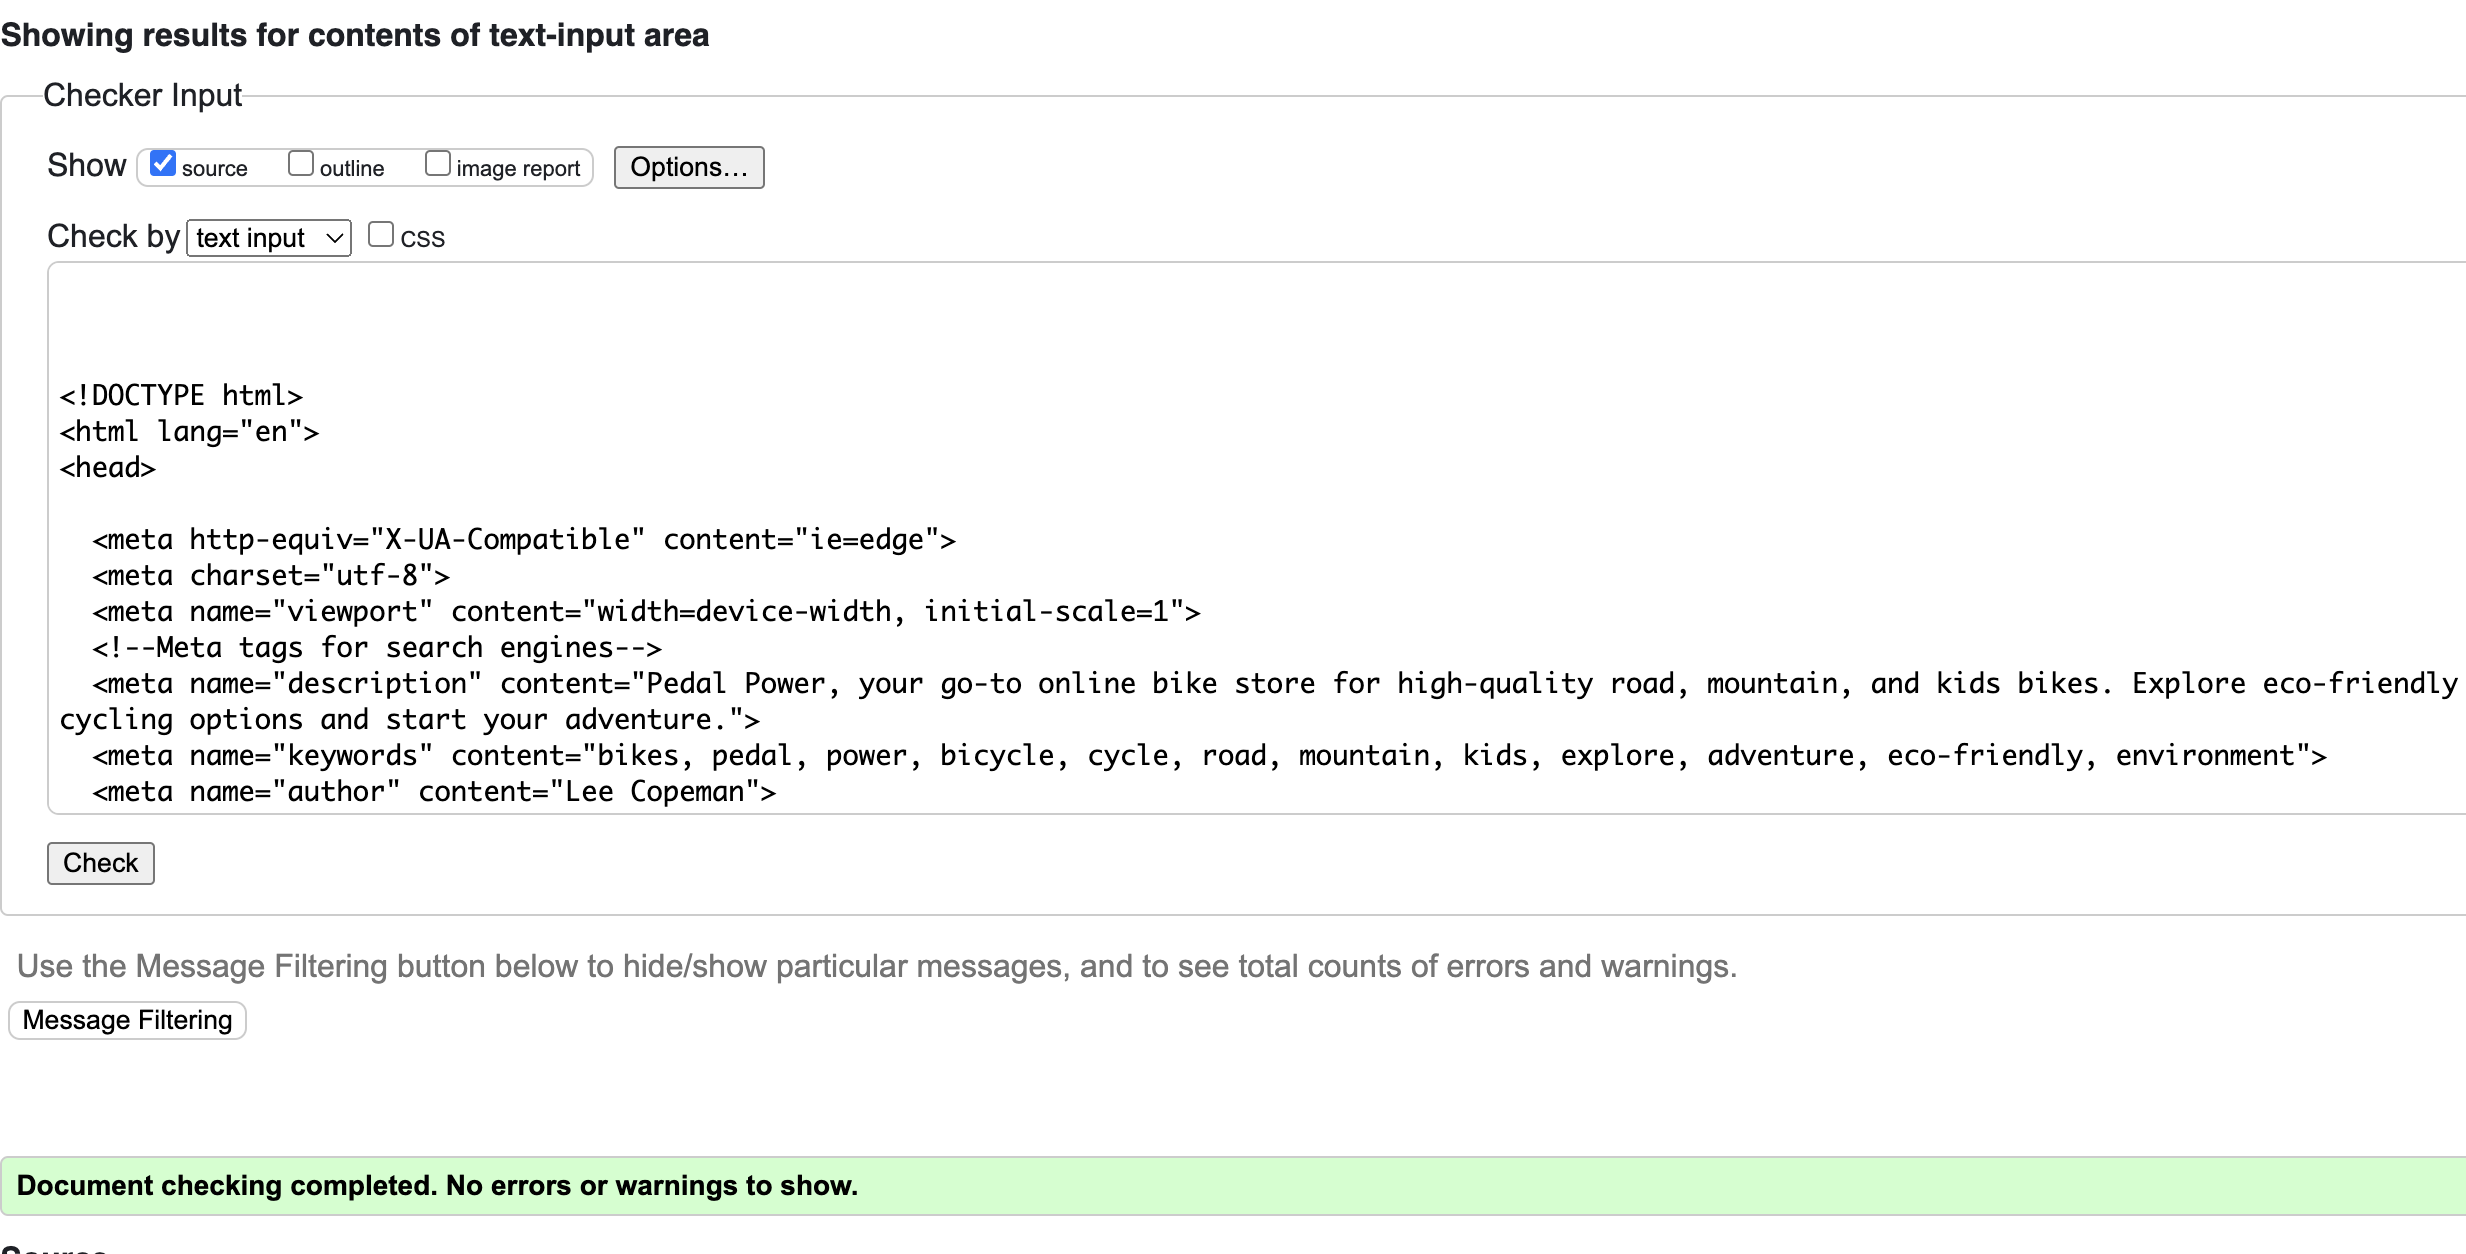 Showing results for contents of text-input area
Checker Input
Show source outline image report Options...
Check by text input CSS
<!DOCTYPE html>
<html lang="en">
<head>
<meta http-equiv="X-UA-Compatible" content="ie=edge">
<meta charset="utf-8">
<meta name="viewport" content="width=device-width, initial-scale=1">
<!--Meta tags for search engines-->
<meta name="description" content="Pedal Power, your go-to online bike store for high-quality road, mountain, and kids bikes. Explore eco-friendly
cycling options and start your adventure.">
<meta name="keywords" content="bikes, pedal, power, bicycle, cycle, road, mountain, kids, explore, adventure, eco-friendly, environment">
<meta name="author" content="Lee Copeman">
Check
Use the Message Filtering button below to hide/show particular messages, and to see total counts of errors and warnings.
Message Filtering
Document checking completed. No errors or warnings to show.